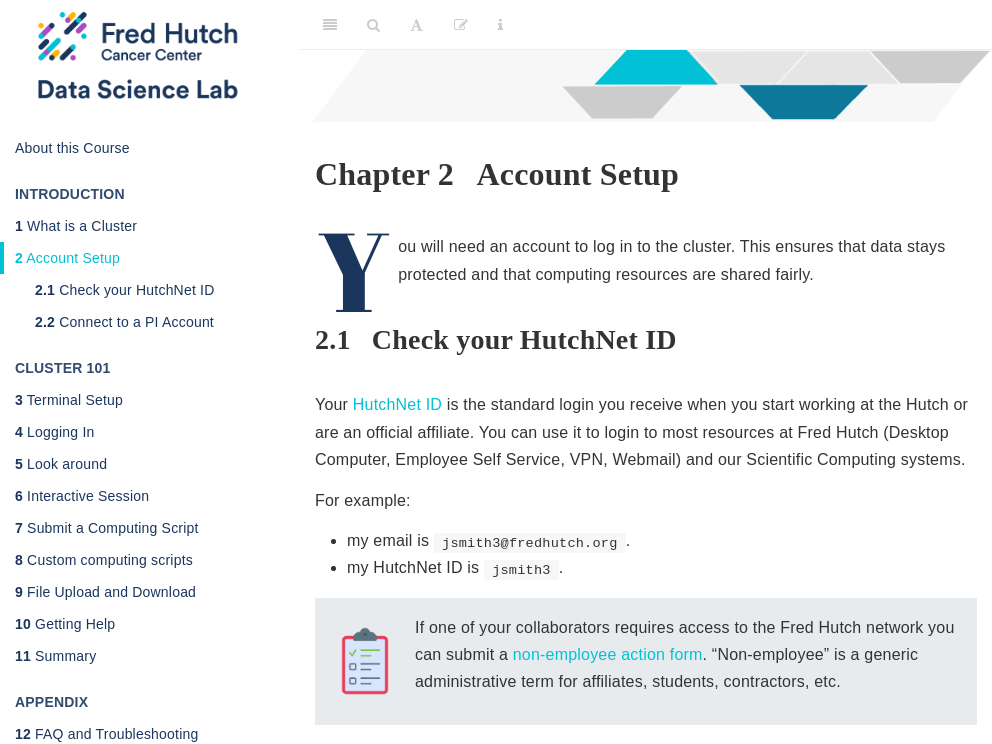 Fred Hutch
Cancer Center
Data Science Lab
About this Course
INTRODUCTION
1 What is a Cluster
2 Account Setup
2.1 Check your HutchNet ID
2.2 Connect to a PI Account
CLUSTER 101
3 Terminal Setup
4 Logging In
5 Look around
6 Interactive Session
7 Submit a Computing Script
8 Custom computing scripts
9 File Upload and Download
10 Getting Help
11 Summary
APPENDIX
12 FAQ and Troubleshooting
Chapter 2 Account Setup
You will need an account to log in to the cluster. This ensures that data stays
protected and that computing resources are shared fairly.
2.1 Check your HutchNet ID
Your HutchNet ID is the standard login you receive when you start working at the Hutch or
are an official affiliate. You can use it to login to most resources at Fred Hutch (Desktop
Computer, Employee Self Service, VPN, Webmail) and our Scientific Computing systems.
For example:
• my email is jsmith3@fredhutch.org.
• my HutchNet ID is jsmith3.
If one of your collaborators requires access to the Fred Hutch network you
can submit a non-employee action form. “Non-employee” is a generic
administrative term for affiliates, students, contractors, etc.